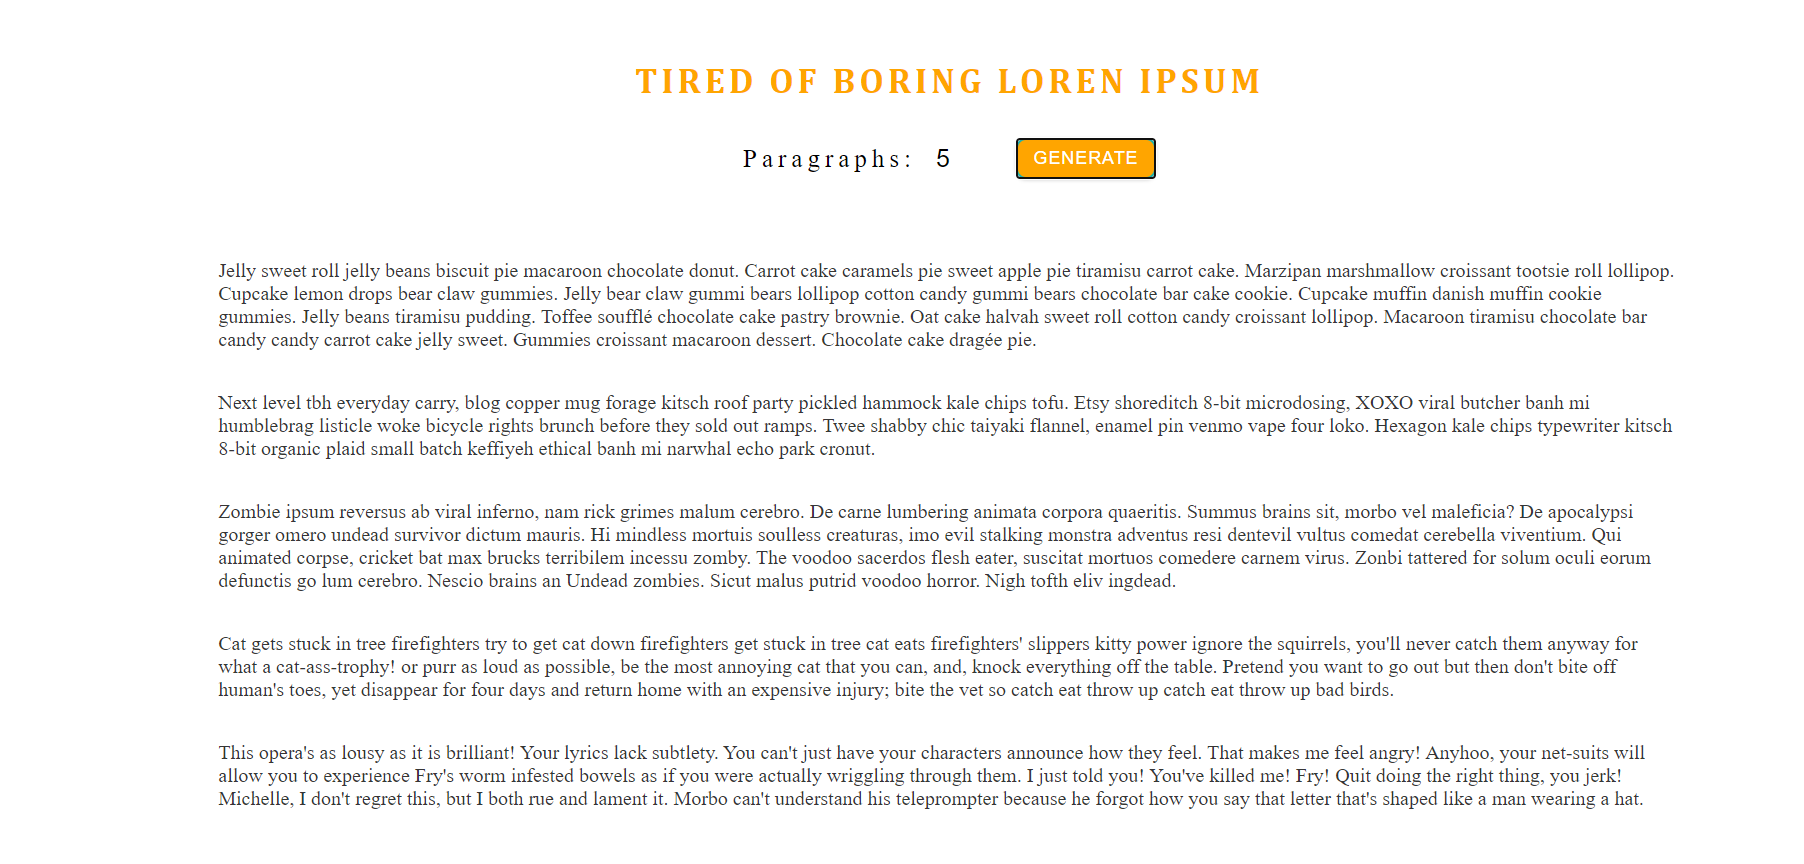 TIRED OF BORING LOREN IPSUM
Paragraphs: 5 GENERATE
Jelly sweet roll jelly beans biscuit pie macaroon chocolate donut. Carrot cake caramels pie sweet apple pie tiramisu carrot cake. Marzipan marshmallow croissant tootsie roll lollipop.
Cupcake lemon drops bear claw gummies. Jelly bear claw gummi bears lollipop cotton candy gummi bears chocolate bar cake cookie. Cupcake muffin danish muffin cookie
gummies. Jelly beans tiramisu pudding. Toffee soufflé chocolate cake pastry brownie. Oat cake halvah sweet roll cotton candy croissant lollipop. Macaroon tiramisu chocolate bar
candy candy carrot cake jelly sweet. Gummies croissant macaroon dessert. Chocolate cake dragée pie.
Next level tbh everyday carry, blog copper mug forage kitsch roof party pickled hammock kale chips tofu. Etsy shoreditch 8-bit microdosing, XOXO viral butcher banh mi
humblebrag listicle woke bicycle rights brunch before they sold out ramps. Twee shabby chic taiyaki flannel, enamel pin venmo vape four loko. Hexagon kale chips typewriter kitsch
8-bit organic plaid small batch keffiyeh ethical banh mi narwhal echo park cronut.
Zombie ipsum reversus ab viral inferno, nam rick grimes malum cerebro. De carne lumbering animata corpora quaeritis. Summus brains sit, morbo vel maleficia? De apocalypsi
gorger omero undead survivor dictum mauris. Hi mindless mortuis soulless creaturas, imo evil stalking monstra adventus resi dentevil vultus comedat cerebella viventium. Qui
animated corpse, cricket bat max brucks terribilem incessu zomby. The voodoo sacerdos flesh eater, suscitat mortuos comedere carnem virus. Zonbi tattered for solum oculi eorum
defunctis go lum cerebro. Nescio brains an Undead zombies. Sicut malus putrid voodoo horror. Nigh tofth eliv ingdead.
Cat gets stuck in tree firefighters try to get cat down firefighters get stuck in tree cat eats firefighters' slippers kitty power ignore the squirrels, you'll never catch them anyway for
what a cat-ass-trophy! or purr as loud as possible, be the most annoying cat that you can, and, knock everything off the table. Pretend you want to go out but then don't bite off
human's toes, yet disappear for four days and return home with an expensive injury; bite the vet so catch eat throw up catch eat throw up bad birds.
This opera's as lousy as it is brilliant! Your lyrics lack subtlety. You can't just have your characters announce how they feel. That makes me feel angry! Anyhoo, your net-suits will
allow you to experience Fry's worm infested bowels as if you were actually wriggling through them. I just told you! You've killed me! Fry! Quit doing the right thing, you jerk!
Michelle, I don't regret this, but I both rue and lament it. Morbo can't understand his teleprompter because he forgot how you say that letter that's shaped like a man wearing a hat.